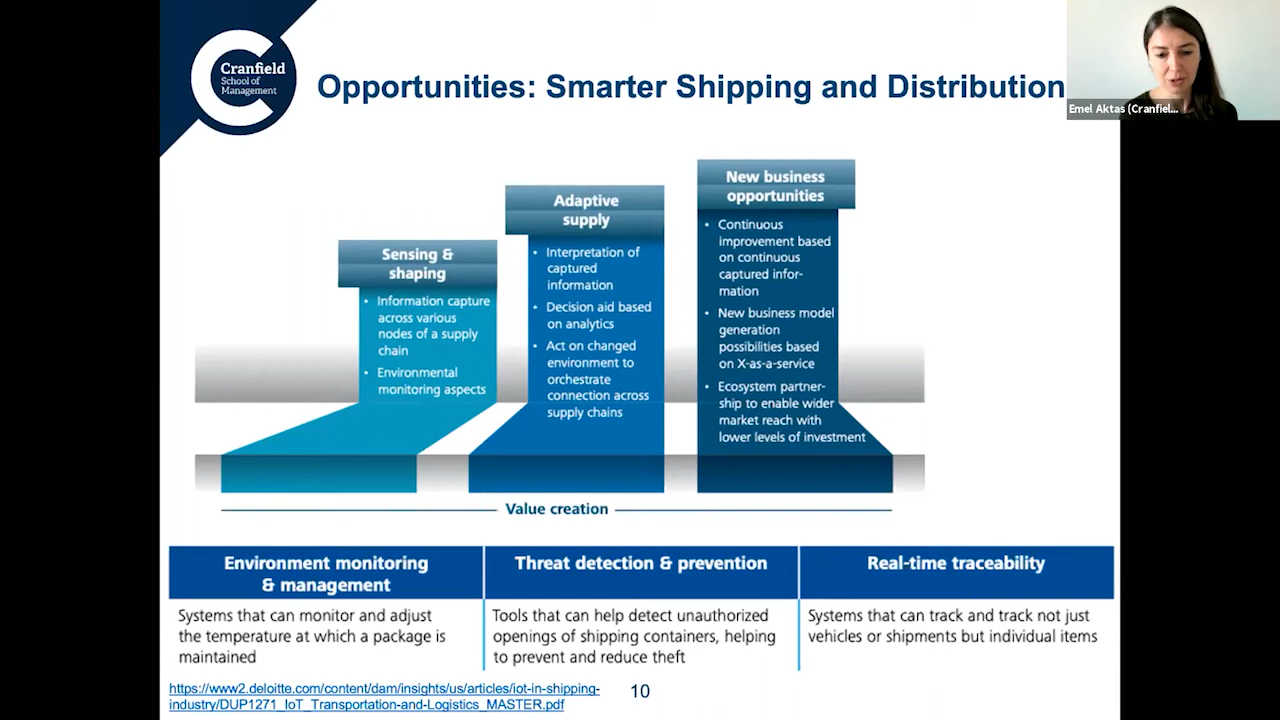 Cranfield
School of
Management
Opportunities: Smarter Shipping and Distribution
Emel Aktas (Cranfiel...
Sensing &
shaping
• Information capture
across various
nodes of a supply
chain
• Environmental
monitoring aspects
Adaptive
supply
• Interpretation of
captured
information
• Decision aid based
on analytics
• Act on changed
environment to
orchestrate
connection across
supply chains
New business
opportunities
• Continuous
improvement based
on continuous
captured infor-
mation
• New business model
generation
possibilities based
on X-as-a-service
• Ecosystem partner-
ship to enable wider
market reach with
lower levels of investment
Value creation
Environment monitoring
& management
Systems that can monitor and adjust
the temperature at which a package is
maintained
Threat detection & prevention
Tools that can help detect unauthorized
openings of shipping containers, helping
to prevent and reduce theft
Real-time traceability
Systems that can track and track not just
vehicles or shipments but individual items
https://www2.deloitte.com/content/dam/insights/us/articles/iot-in-shipping-
industry/DUP1271_IoT_Transportation-and-Logistics_MASTER.pdf
10